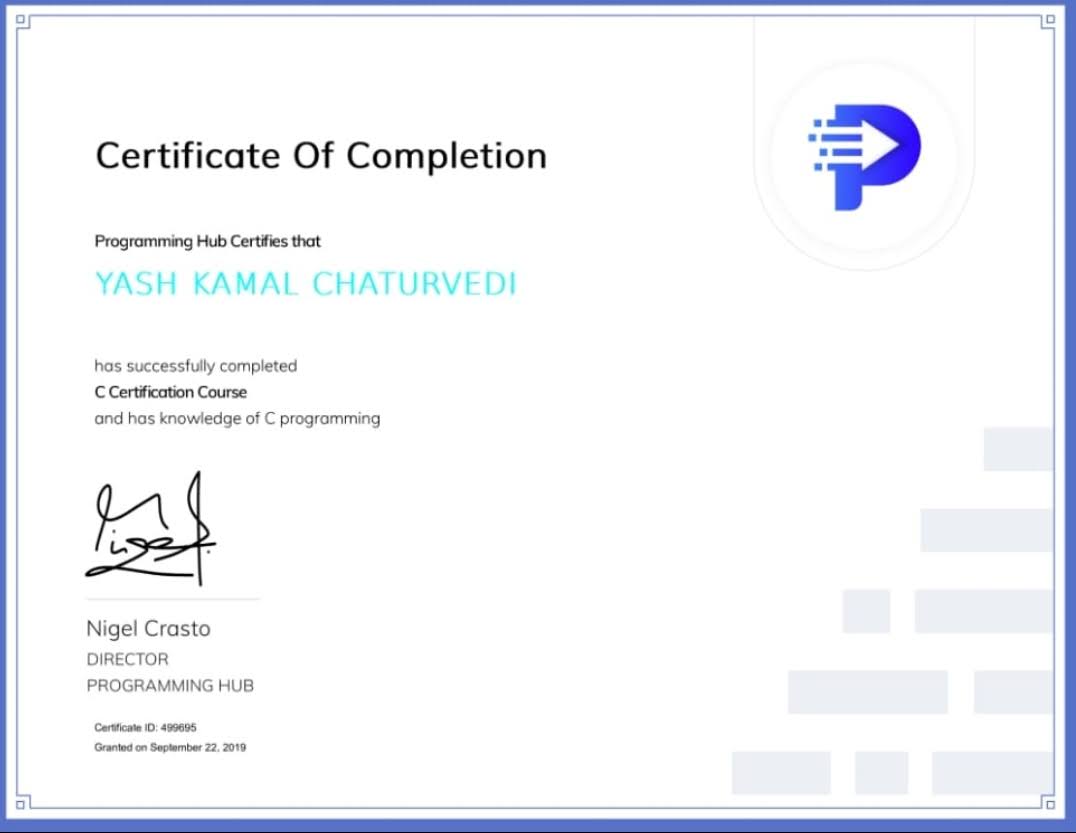 Certificate Of Completion
Programming Hub Certifies that
YASH KAMAL CHATURVEDI
has successfully completed
C Certification Course
and has knowledge of C programming
Nigel Crasto
DIRECTOR
PROGRAMMING HUB
Certificate ID: 499695
Granted on September 22, 2019